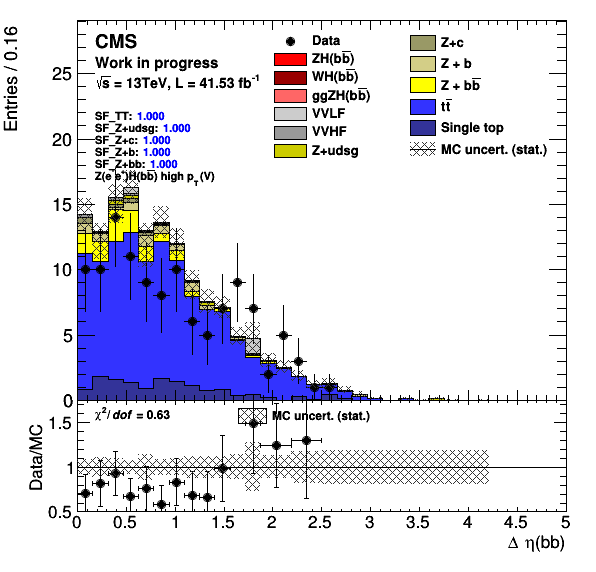 Entries / 0.16
25
20
15
10
5
0
CMS
Work in progress
√s = 13TeV, L = 41.53 fb⁻¹
SF_TT: 1.000
SF_Z+udsg: 1.000
SF_Z+c: 1.000
SF_Z+b: 1.000
SF_Z+bb: 1.000
Z(e⁻e⁺)H(bb̅) high p_T(V)
Data
ZH(bb̅)
WH(bb̅)
ggZH(bb̅)
VVLF
VVHF
Z+udsg
Z+c
Z + b
Z + bb̅
tt̅
Single top
MC uncert. (stat.)
Data/MC
1.5
1
0.5
χ²/dof = 0.63
MC uncert. (stat.)
0 0.5 1 1.5 2 2.5 3 3.5 4 4.5 5
Δ η(bb)